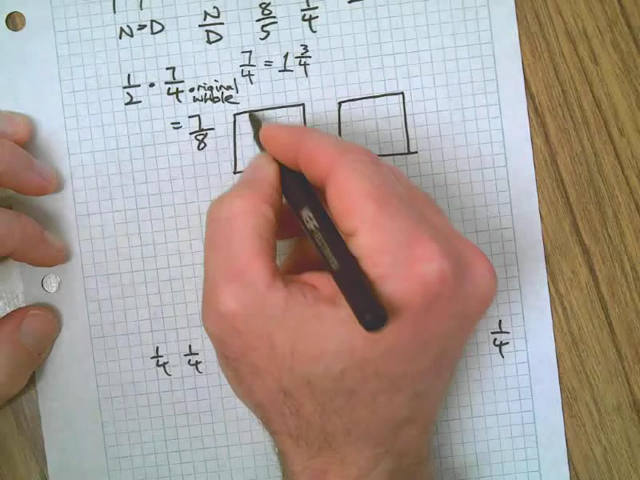 N=D N/D 8/5 1/4
7/4 = 1 3/4
1/2 · 7/4 · original whole
= 7/8
1/4 1/4 1/4